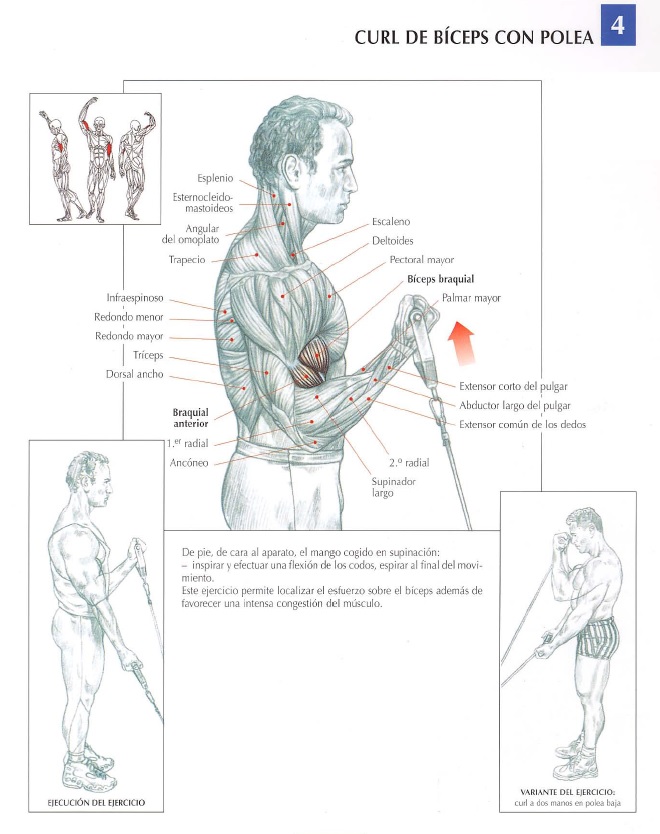 CURL DE BÍCEPS CON POLEA
4
Esplenio
Esternocleido-
mastoideos
Angular
del omoplato
Trapecio
Escaleno
Deltoides
Pectoral mayor
Bíceps braquial
Palmar mayor
Infraespinoso
Redondo menor
Redondo mayor
Tríceps
Dorsal ancho
Braquial
anterior
1.er radial
Ancóneo
Extensor corto del pulgar
Abductor largo del pulgar
Extensor común de los dedos
2.º radial
Supinador
largo
De pie, de cara al aparato, el mango cogido en supinación:
– inspirar y efectuar una flexión de los codos, espirar al final del movi-
miento.
Este ejercicio permite localizar el esfuerzo sobre el bíceps además de
favorecer una intensa congestión del músculo.
EJECUCIÓN DEL EJERCICIO
VARIANTE DEL EJERCICIO:
curl a dos manos en polea baja